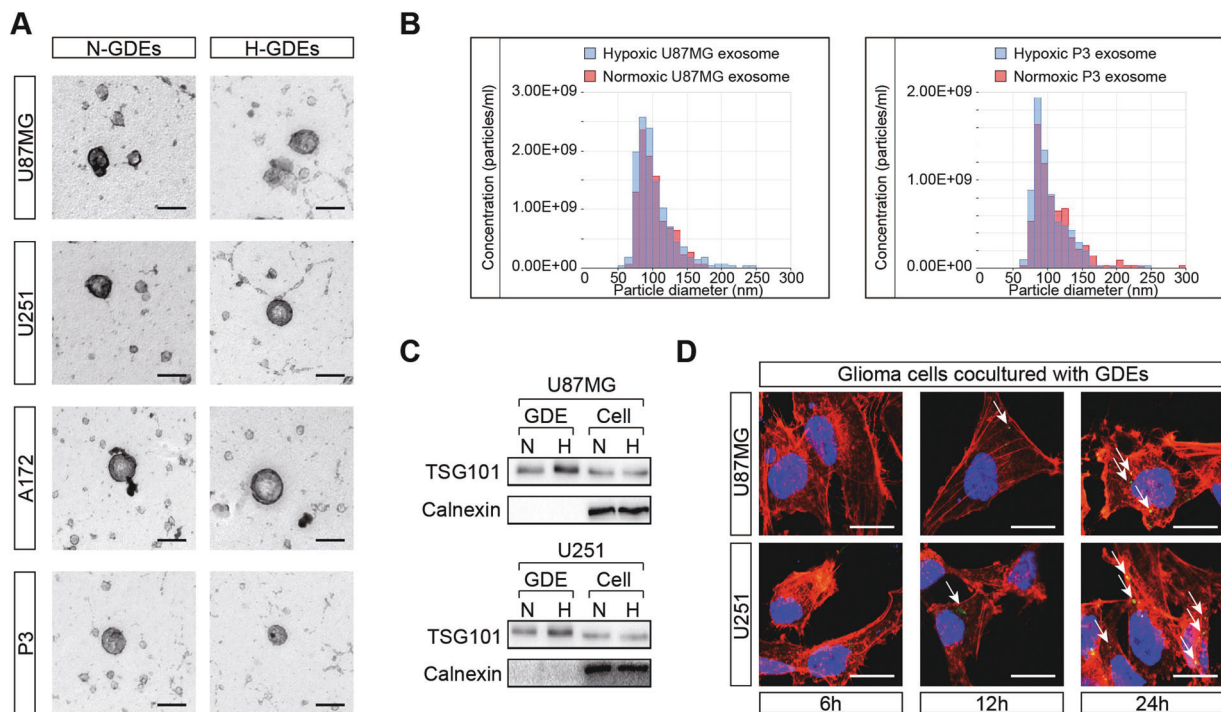 A
N-GDEs
H-GDEs
U87MG
U251
A172
P3
B
Hypoxic U87MG exosome
Normoxic U87MG exosome
Concentration (particles/ml)
3.00E+09
2.00E+09
1.00E+09
0.00E+00
0 50 100 150 200 250 300
Particle diameter (nm)
Hypoxic P3 exosome
Normoxic P3 exosome
Concentration (particles/ml)
2.00E+09
1.00E+09
0.00E+00
0 50 100 150 200 250 300
Particle diameter (nm)
C
U87MG
GDE Cell
N H N H
TSG101
Calnexin
U251
GDE Cell
N H N H
TSG101
Calnexin
D
Glioma cells cocultured with GDEs
U87MG
U251
6h
12h
24h